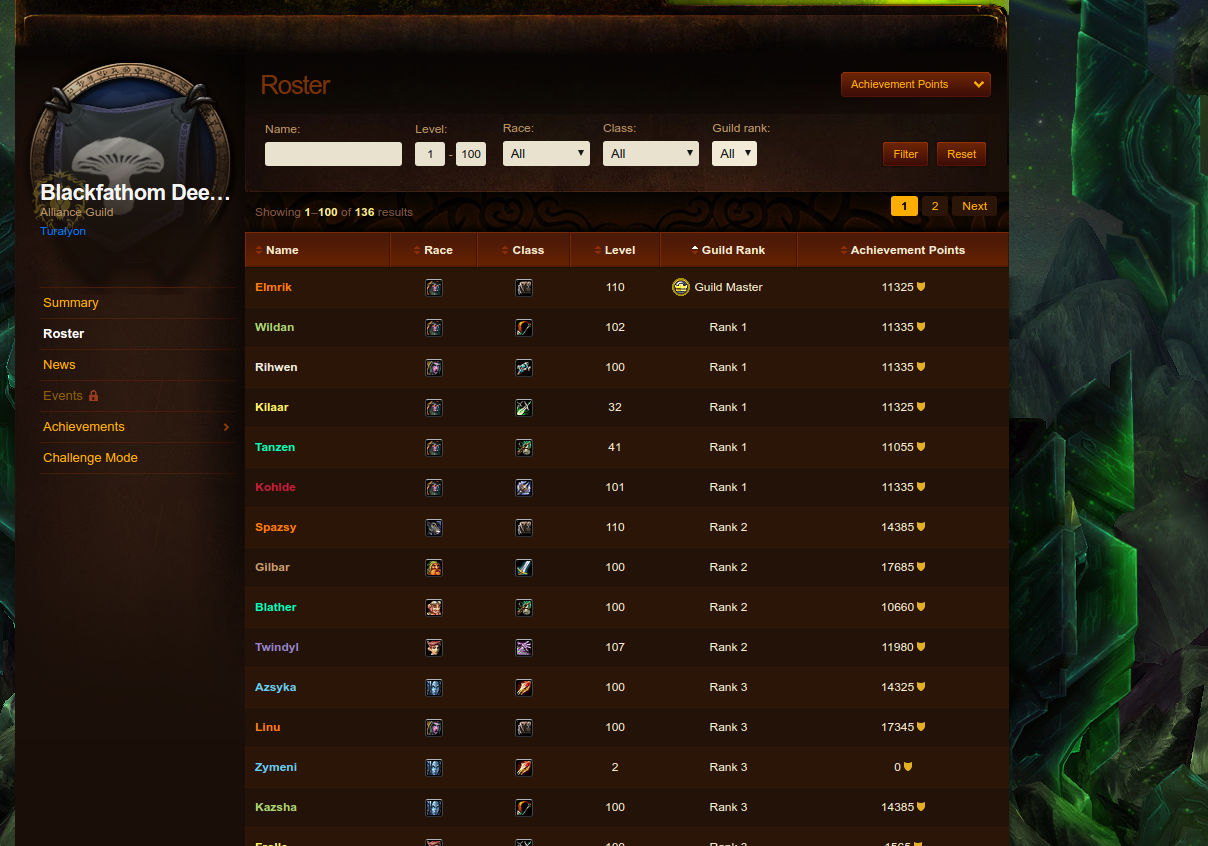 Roster
Achievement Points
Name:
Level:
Race:
Class:
Guild rank:
1 - 100
All
All
All
Filter
Reset
Blackfathom Dee...
Alliance Guild
Turalyon
Showing 1–100 of 136 results
1 2 Next
Summary
Roster
News
Events
Achievements
Challenge Mode
Name Race Class Level Guild Rank Achievement Points
Elmrik 110 Guild Master 11325
Wildan 102 Rank 1 11335
Rihwen 100 Rank 1 11335
Kilaar 32 Rank 1 11325
Tanzen 41 Rank 1 11055
Kohlde 101 Rank 1 11335
Spazsy 110 Rank 2 14385
Gilbar 100 Rank 2 17685
Blather 100 Rank 2 10660
Twindyl 107 Rank 2 11980
Azsyka 100 Rank 3 14325
Linu 100 Rank 3 17345
Zymeni 2 Rank 3 0
Kazsha 100 Rank 3 14385